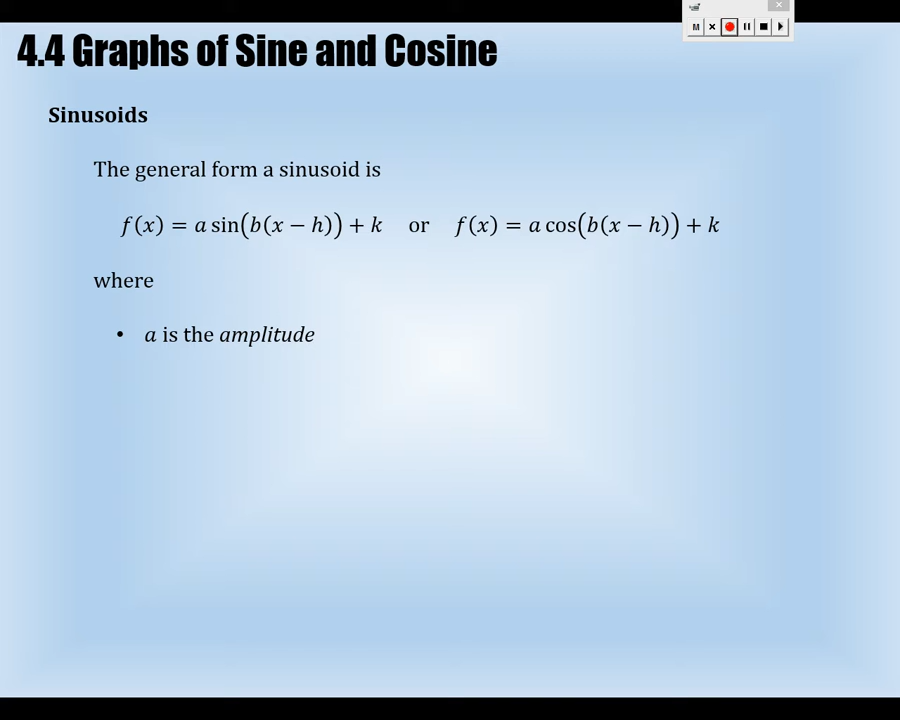 M
4.4 Graphs of Sine and Cosine
Sinusoids
The general form a sinusoid is
f(x) = a sin(b(x − h)) + k or f(x) = a cos(b(x − h)) + k
where
• a is the amplitude